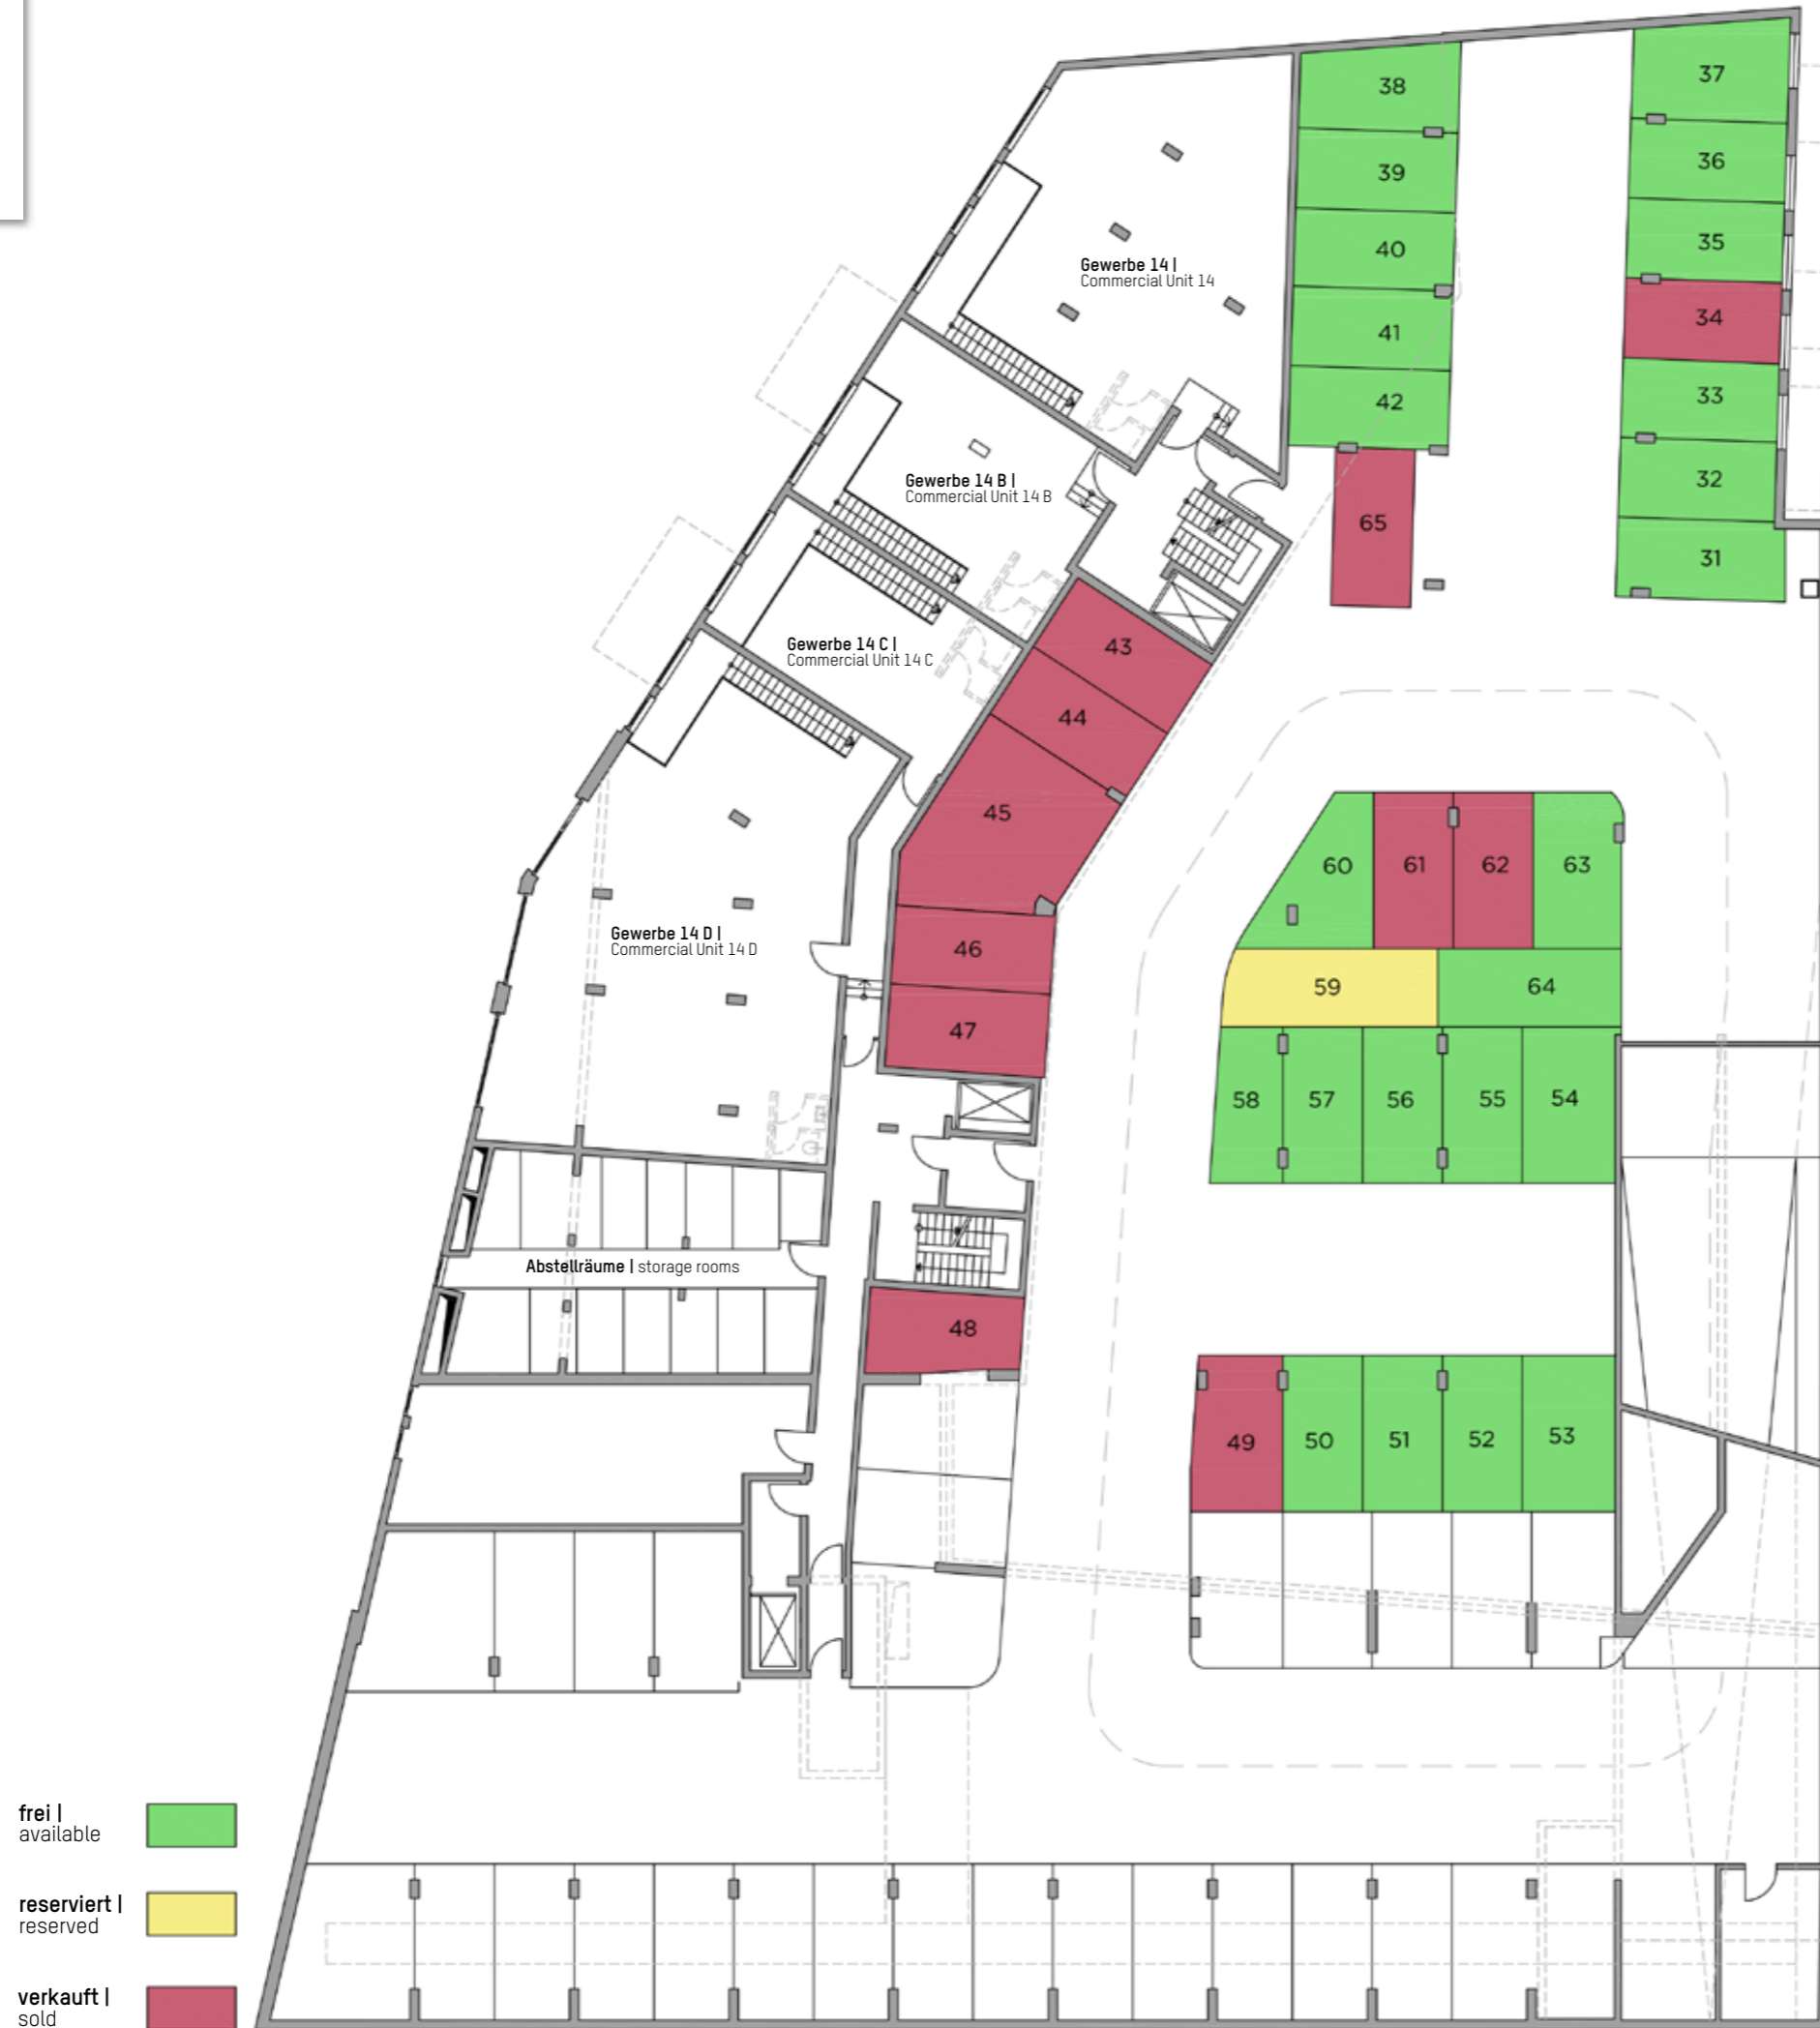 38
37
39
36
40
35
41
34
42
33
65
32
31
Gewerbe 14 |
Commercial Unit 14
Gewerbe 14 B |
Commercial Unit 14 B
Gewerbe 14 C |
Commercial Unit 14 C
43
44
45
46
47
Gewerbe 14 D |
Commercial Unit 14 D
60
61
62
63
59
64
58
57
56
55
54
Abstellräume | storage rooms
48
49
50
51
52
53
frei |
available
reserviert |
reserved
verkauft |
sold